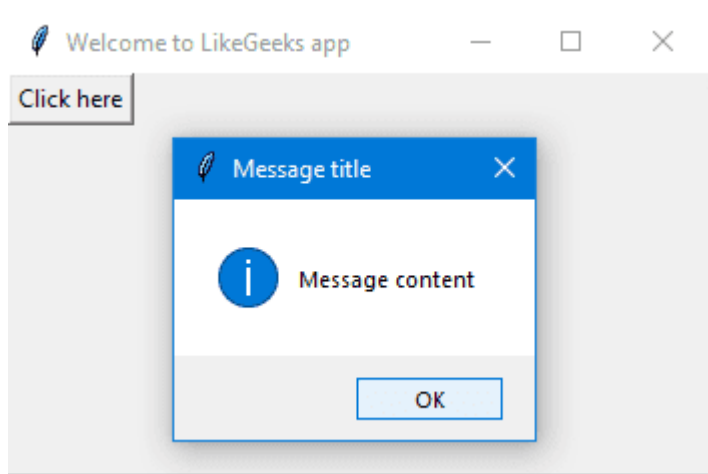 Welcome to LikeGeeks app
Click here
Message title
Message content
OK